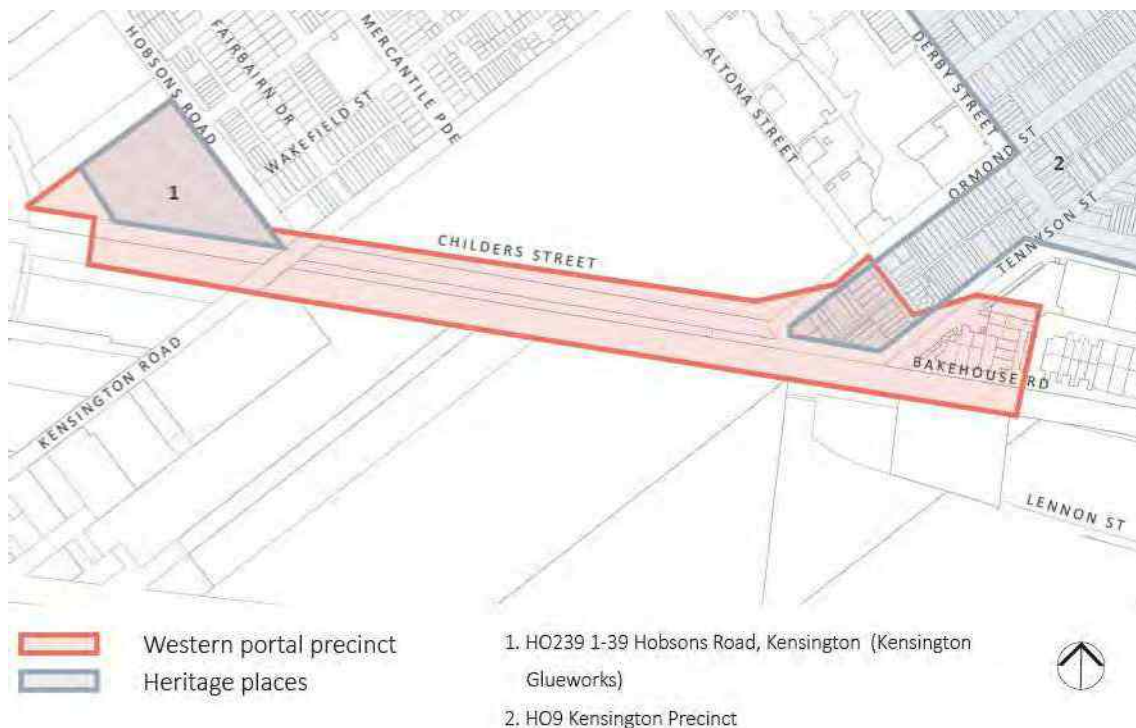 HOBSONS ROAD
FAIRBAIRN DR
MERCANTILE PDE
WAKEFIELD ST
ALTONA STREET
DERBY STREET
ORMOND ST
2
TENNYSON ST
1
CHILDERS STREET
BAKEHOUSE RD
KENSINGTON ROAD
LENNON ST
Western portal precinct
Heritage places
1. HO239 1-39 Hobsons Road, Kensington (Kensington
Glueworks)
2. HO9 Kensington Precinct